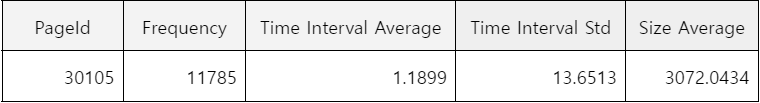 PageId Frequency Time Interval Average Time Interval Std Size Average
30105 11785 1.1899 13.6513 3072.0434